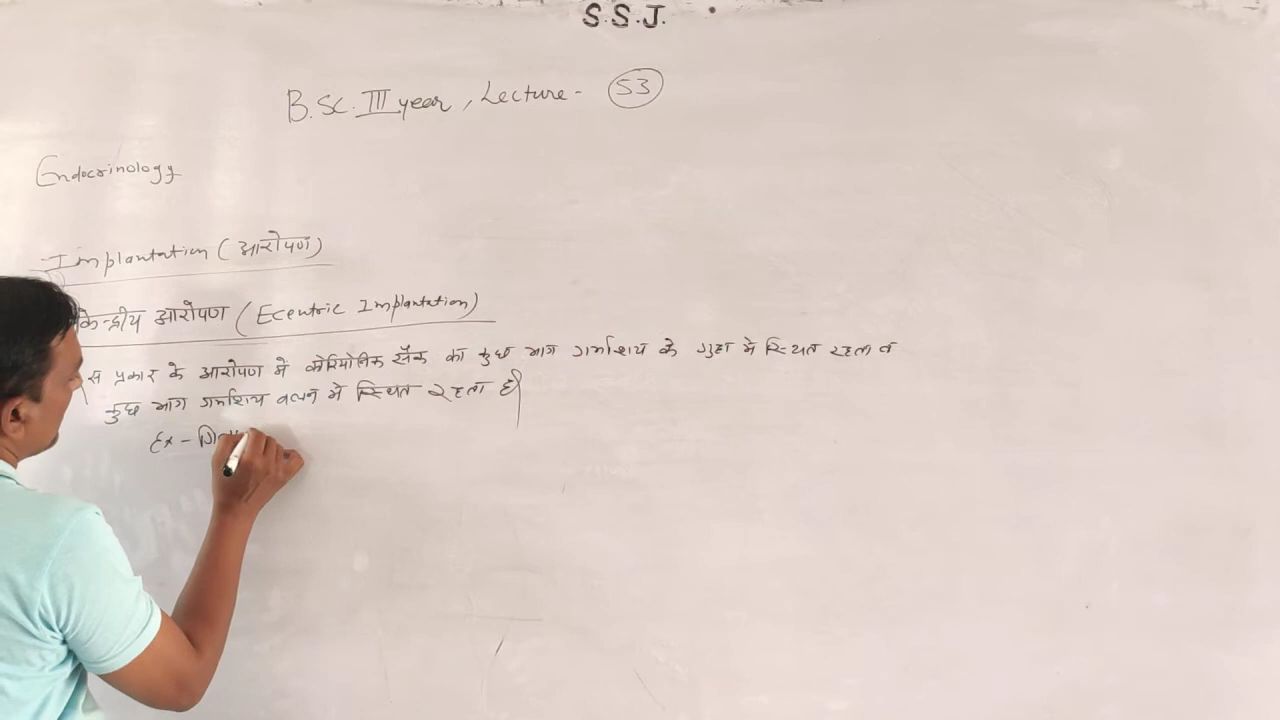 S.S.J.
B.Sc. III year, Lecture - 53
Endocrinology
Implantation (आरोपण)
केन्द्रीय आरोपण (Ecentric Implantation)
स प्रकार के आरोपण में कोरियोनिक सैक का कुछ भाग गर्भाशय के गुहा में स्थित रहता व
कुछ भाग गर्भाशय वलन में स्थित रहता है।
Ex -